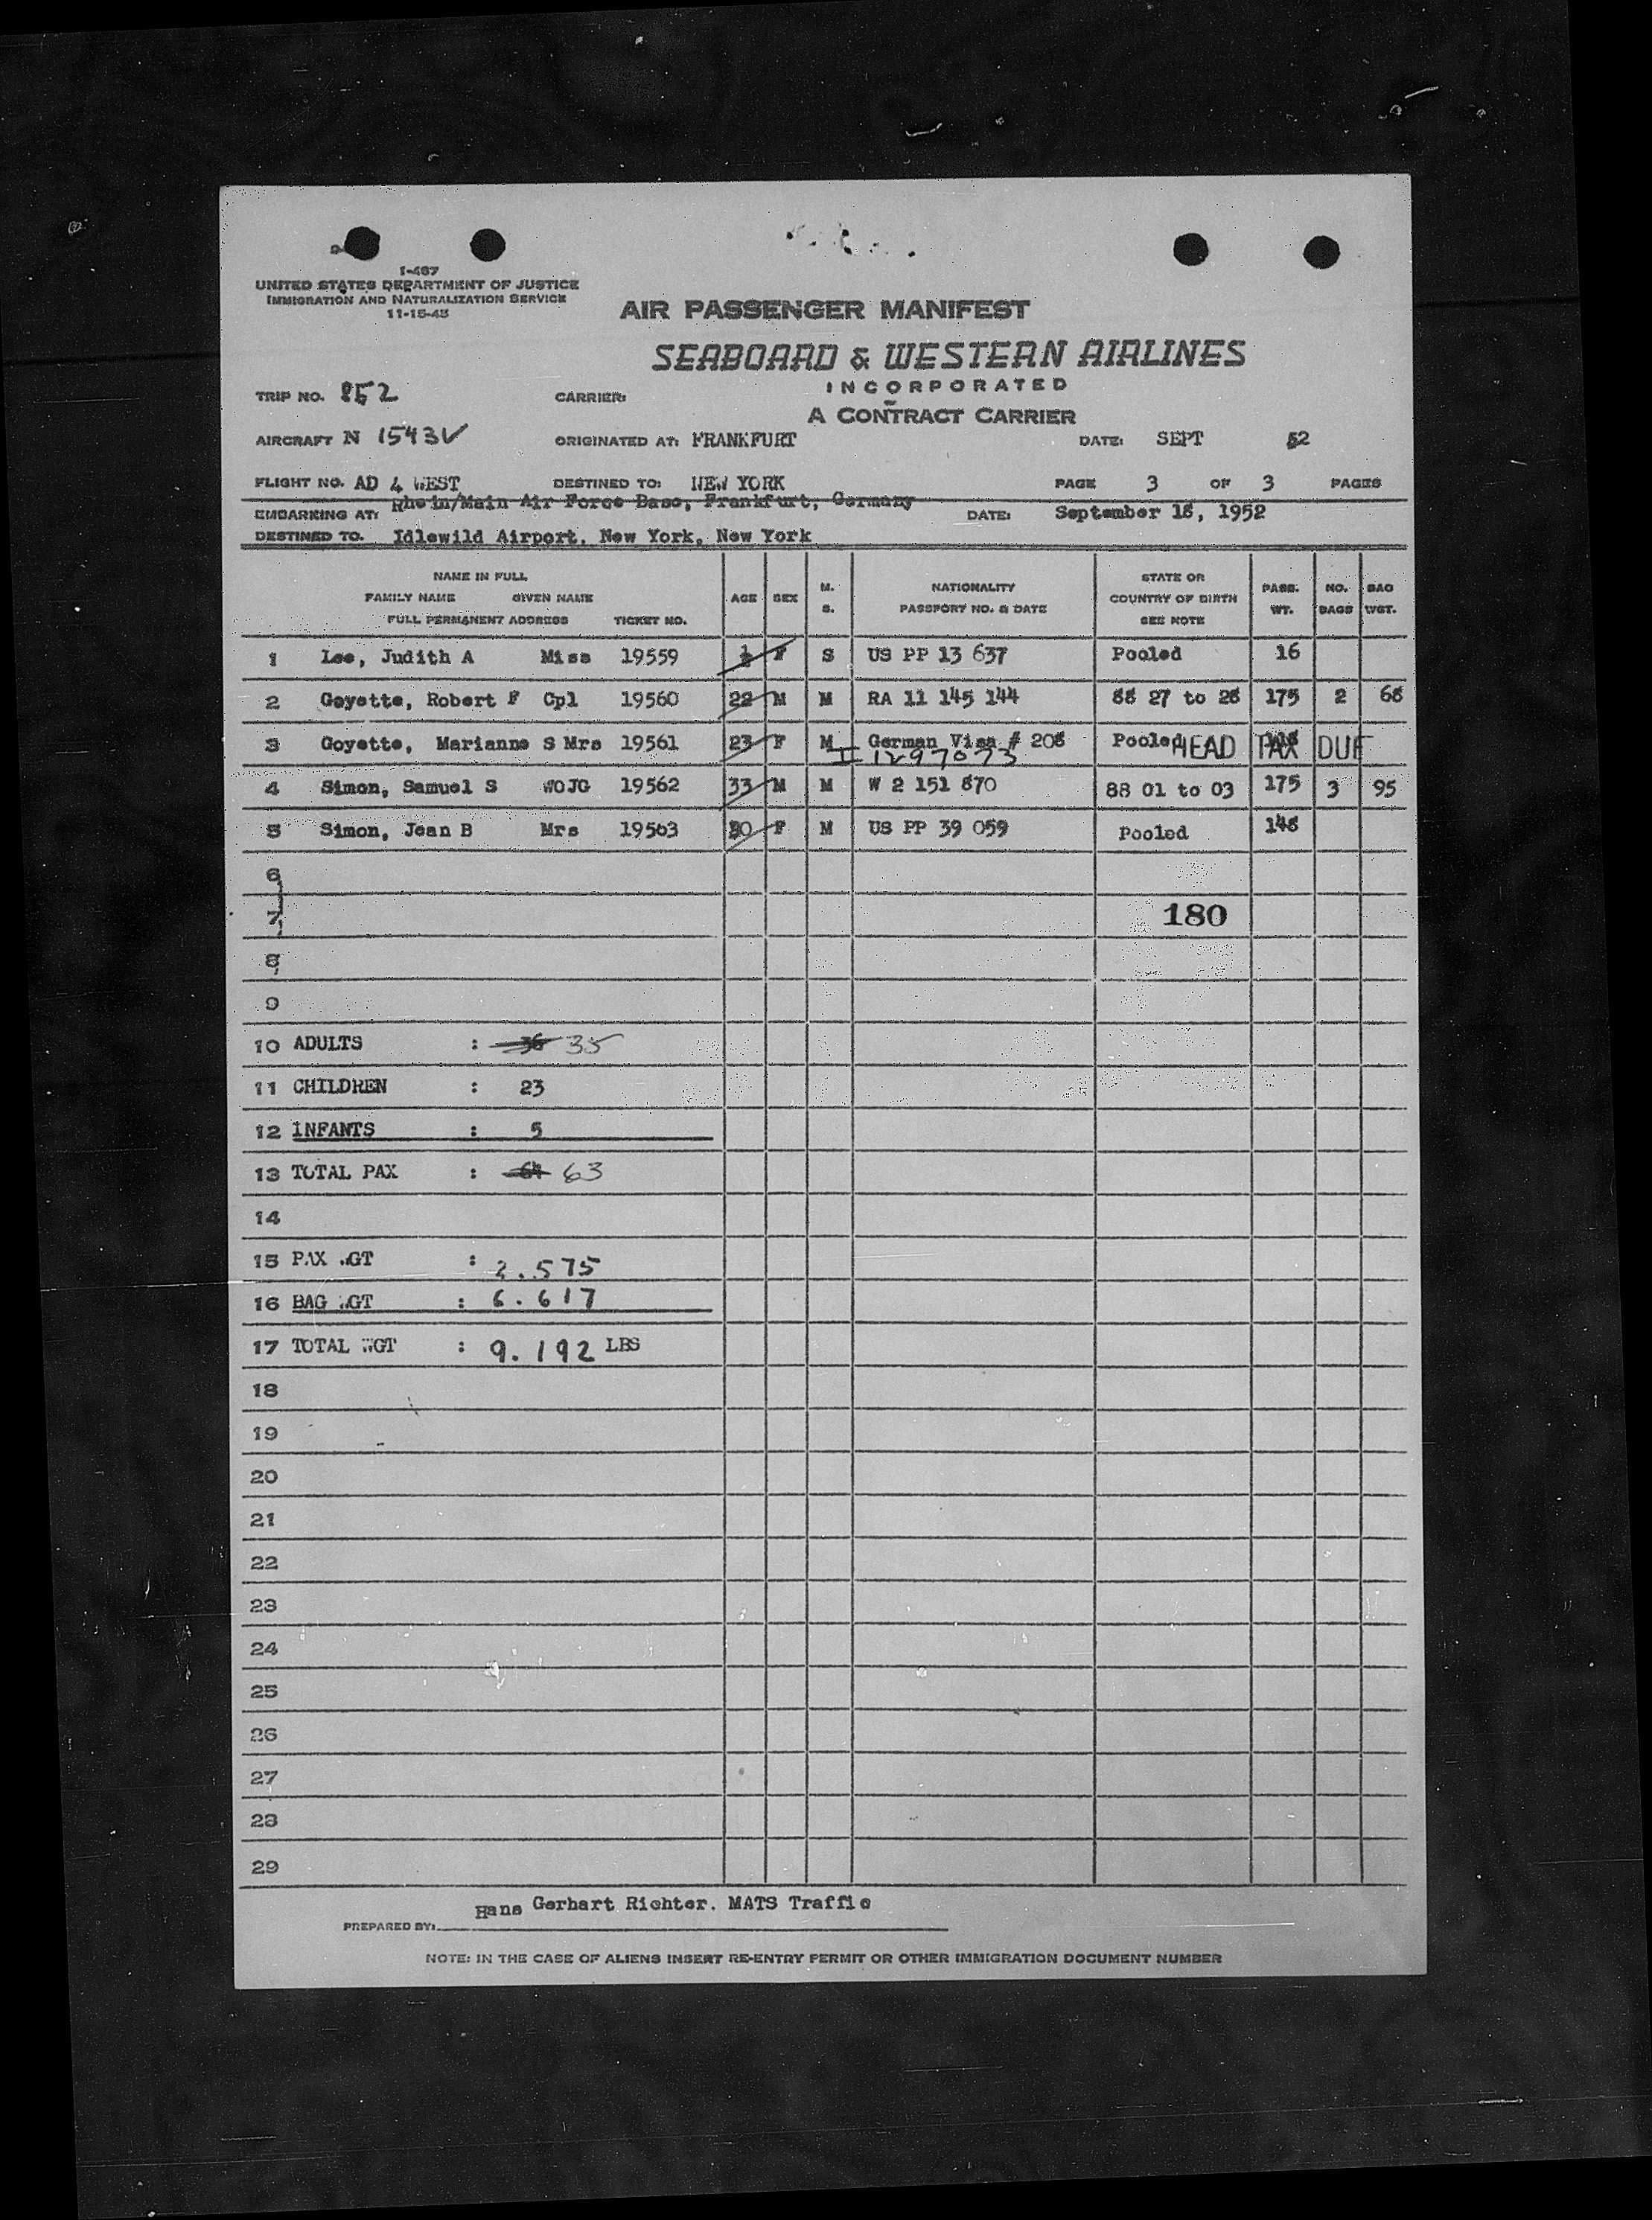 I-467
UNITED STATES DEPARTMENT OF JUSTICE
IMMIGRATION AND NATURALIZATION SERVICE
11-15-45
AIR PASSENGER MANIFEST
SEABOARD & WESTERN AIRLINES
INCORPORATED
A CONTRACT CARRIER
TRIP NO. 852 CARRIER:
AIRCRAFT N 1543V ORIGINATED AT: FRANKFURT DATE: SEPT 52
FLIGHT NO. AD 4 WEST DESTINED TO: NEW YORK PAGE 3 OF 3 PAGES
EMBARKING AT: Rhein/Main Air Force Base, Frankfurt, Germany DATE: September 18, 1952
DESTINED TO. Idlewild Airport, New York, New York
NAME IN FULL
FAMILY NAME GIVEN NAME
FULL PERMANENT ADDRESS TICKET NO.
AGE SEX M. S. NATIONALITY PASSPORT NO. & DATE STATE OR COUNTRY OF BIRTH SEE NOTE PASS. WT. NO. BAGS BAG WGT.
1 Lee, Judith A Miss 19559 F S US PP 13 637 Pooled 16
2 Goyette, Robert F Cpl 19560 22 M M RA 11 145 144 88 27 to 28 175 2 68
3 Goyette, Marianne S Mrs 19561 23 F M German Visa # 208 Pooled HEAD TAX DUE
I 1297073
4 Simon, Samuel S WOJG 19562 33 M M W 2 151 870 88 01 to 03 175 3 95
5 Simon, Jean B Mrs 19563 30 F M US PP 39 059 Pooled 148
6
7 180
8
9
10 ADULTS : 36 35
11 CHILDREN : 23
12 INFANTS : 5
13 TOTAL PAX : 64 63
14
15 PAX WGT : 2.575
16 BAG WGT : 6.617
17 TOTAL WGT : 9.192 LBS
18
19
20
21
22
23
24
25
26
27
28
29
PREPARED BY: Hans Gerhart Richter. MATS Traffic
NOTE: IN THE CASE OF ALIENS INSERT RE-ENTRY PERMIT OR OTHER IMMIGRATION DOCUMENT NUMBER